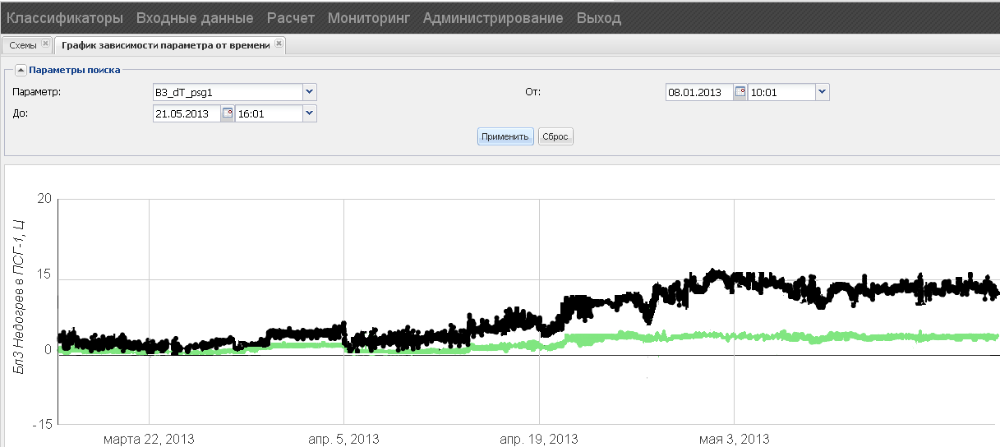 Классификаторы Входные данные Расчет Мониторинг Администрирование Выход
Схемы График зависимости параметра от времени
Параметры поиска
Параметр: B3_dT_psg1 От: 08.01.2013 10:01
До: 21.05.2013 16:01
Применить Сброс
20
15
0
-15
Бл3 Недогрев в ПСГ-1, Ц
марта 22, 2013 апр. 5, 2013 апр. 19, 2013 мая 3, 2013